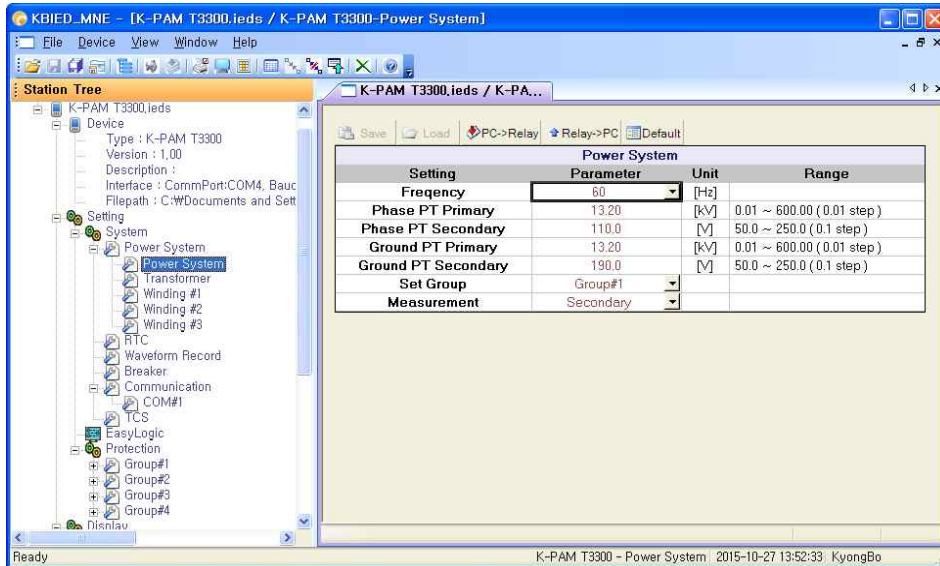 KBIED_MNE - [K-PAM T3300.ieds / K-PAM T3300-Power System]
File Device View Window Help
Station Tree
K-PAM T3300.ieds / K-PA...
K-PAM T3300.ieds
Device
Type : K-PAM T3300
Version : 1,00
Description :
Interface : CommPort:COM4, Bauc
Filepath : C:₩Documents and Sett
Setting
System
Power System
Power System
Transformer
Winding #1
Winding #2
Winding #3
RTC
Waveform Record
Breaker
Communication
COM#1
TCS
EasyLogic
Protection
Group#1
Group#2
Group#3
Group#4
Display
Save Load PC->Relay Relay->PC Default
Power System
Setting Parameter Unit Range
Freqency 60 [Hz]
Phase PT Primary 13.20 [kV] 0.01 ~ 600.00 ( 0.01 step )
Phase PT Secondary 110.0 [V] 50.0 ~ 250.0 ( 0.1 step )
Ground PT Primary 13.20 [kV] 0.01 ~ 600.00 ( 0.01 step )
Ground PT Secondary 190.0 [V] 50.0 ~ 250.0 ( 0.1 step )
Set Group Group#1
Measurement Secondary
Ready K-PAM T3300 - Power System 2015-10-27 13:52:33 KyongBo